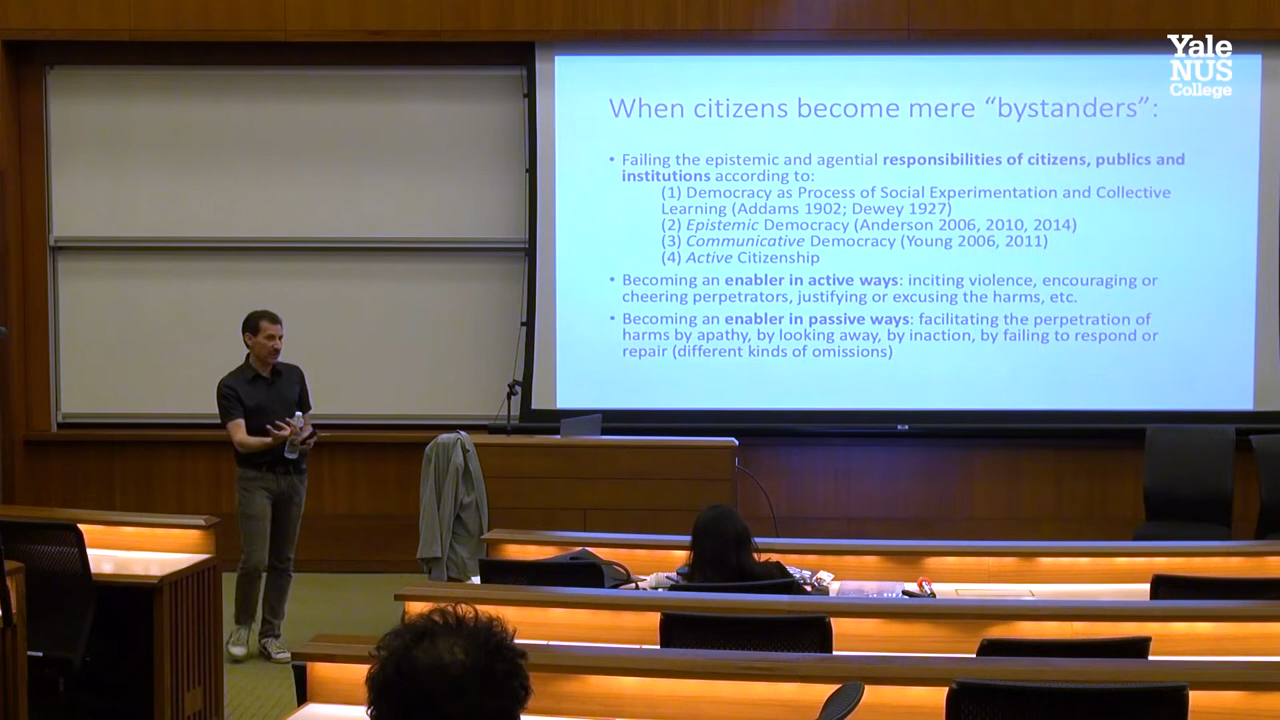 Yale
NUS
College
When citizens become mere “bystanders”:
• Failing the epistemic and agential responsibilities of citizens, publics and
institutions according to:
(1) Democracy as Process of Social Experimentation and Collective
Learning (Addams 1902; Dewey 1927)
(2) Epistemic Democracy (Anderson 2006, 2010, 2014)
(3) Communicative Democracy (Young 2006, 2011)
(4) Active Citizenship
• Becoming an enabler in active ways: inciting violence, encouraging or
cheering perpetrators, justifying or excusing the harms, etc.
• Becoming an enabler in passive ways: facilitating the perpetration of
harms by apathy, by looking away, by inaction, by failing to respond or
repair (different kinds of omissions)